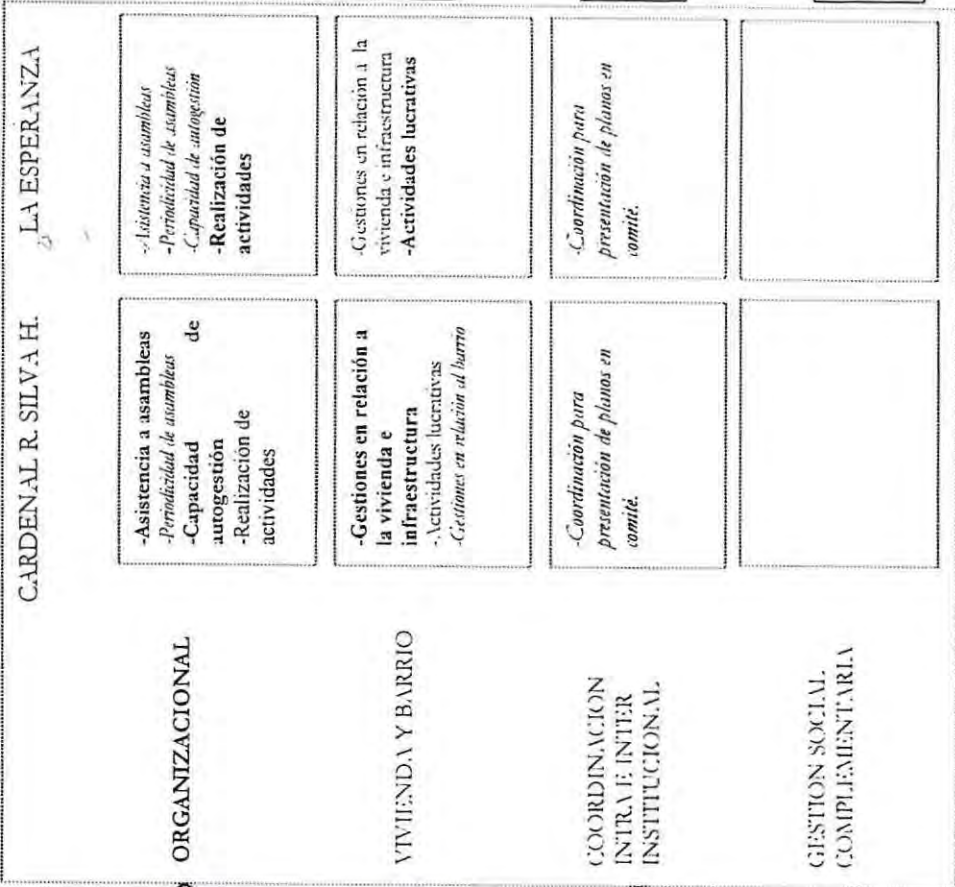 CARDENAL R. SILVA H.
LA ESPERANZA
ORGANIZACIONAL
-Asistencia a asambleas
-Periodicidad de asambleas
-Capacidad de
autogestión
-Realización de
actividades
-Asistencia a asambleas
-Periodicidad de asambleas
-Capacidad de autogestión
-Realización de
actividades
VIVIENDA Y BARRIO
-Gestiones en relación a
la vivienda e
infraestructura
-Actividades lucrativas
-Gestiones en relación al barrio
-Gestiones en relación a la
vivienda e infraestructura
-Actividades lucrativas
COORDINACION
INTRA E INTER
INSTITUCIONAL
-Coordinación para
presentación de planos en
comité.
-Coordinación para
presentación de planos en
comité.
GESTION SOCIAL
COMPLEMENTARIA